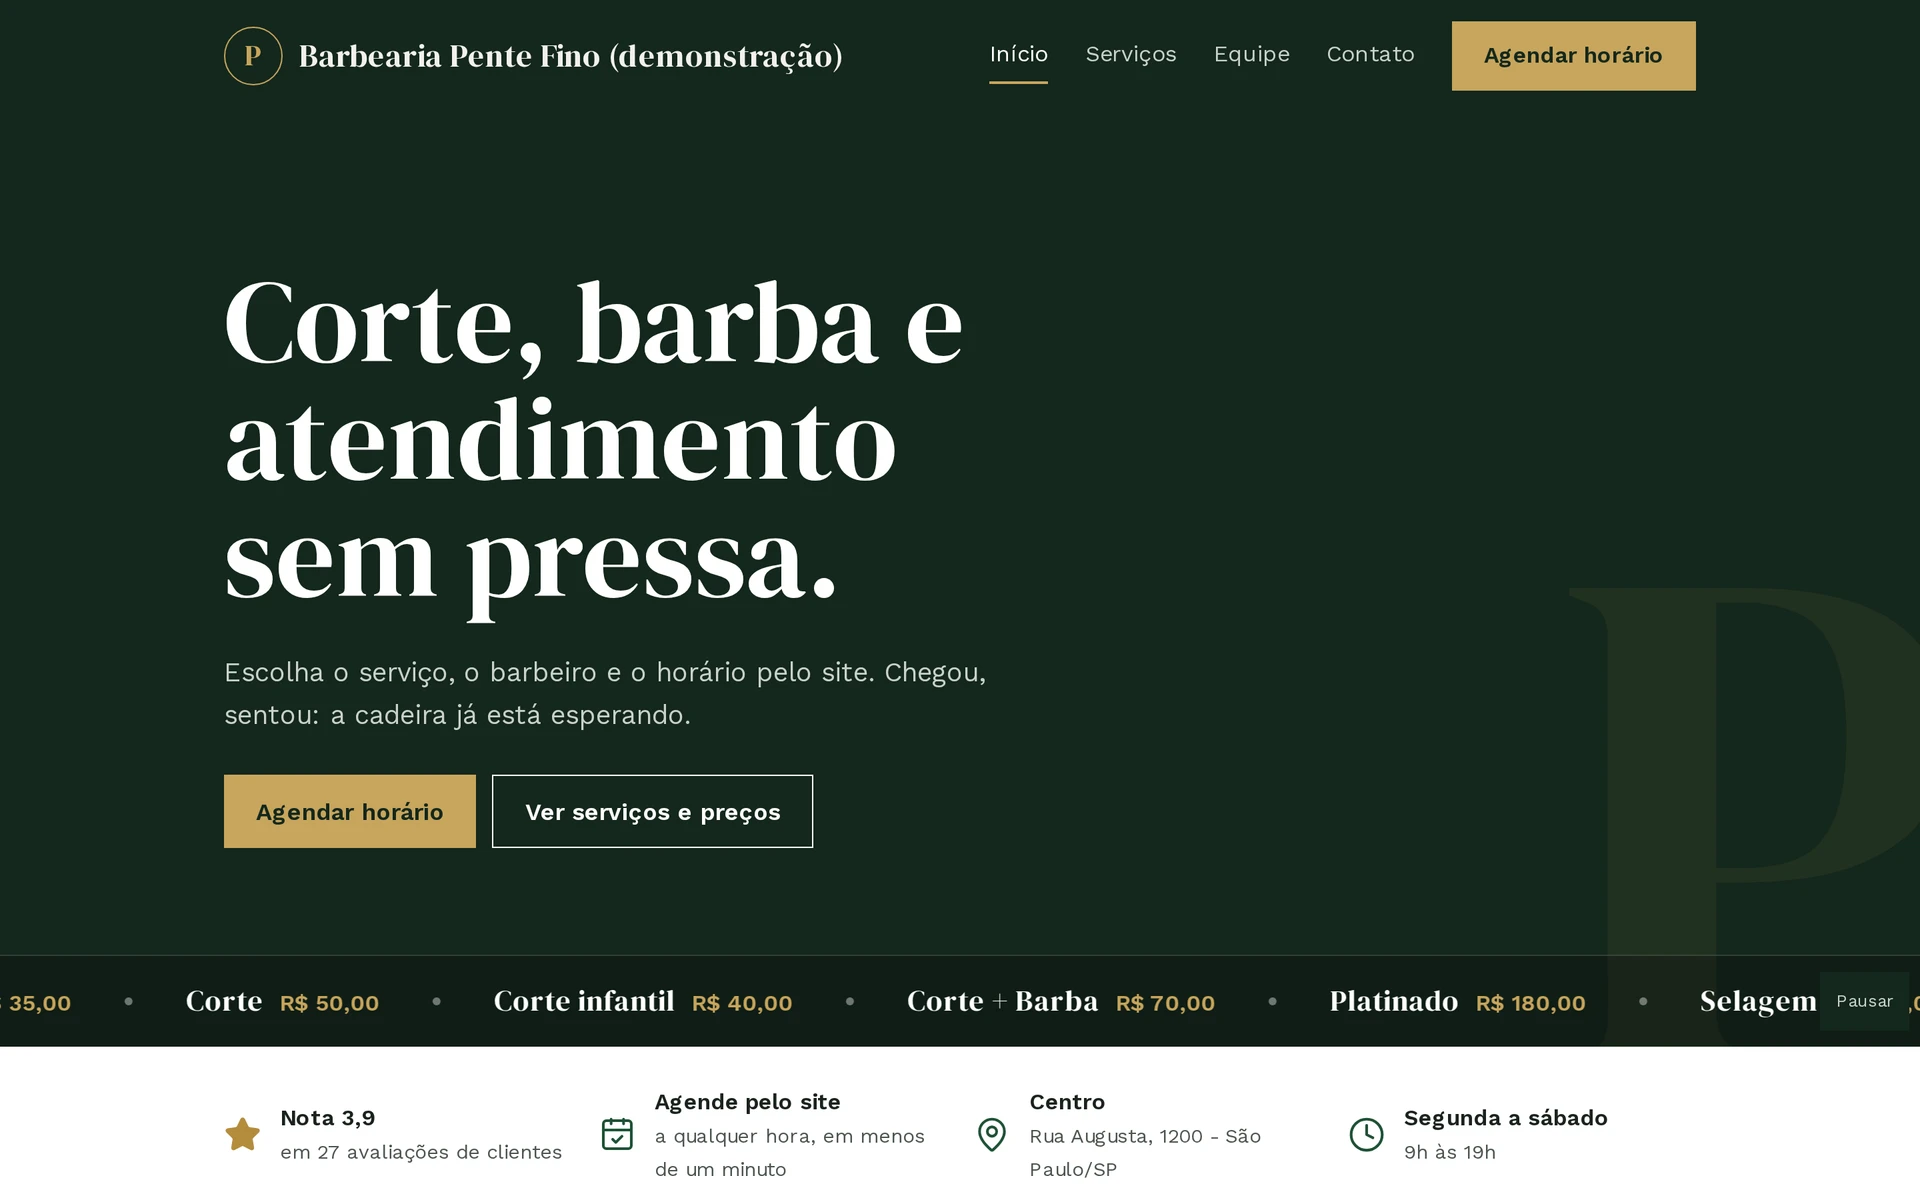 P Barbearia Pente Fino (demonstração) Início Serviços Equipe Contato Agendar horário
Corte, barba e
atendimento
sem pressa.
Escolha o serviço, o barbeiro e o horário pelo site. Chegou,
sentou: a cadeira já está esperando.
Agendar horário Ver serviços e preços
P
35,00 • Corte R$ 50,00 • Corte infantil R$ 40,00 • Corte + Barba R$ 70,00 • Platinado R$ 180,00 • Selagem Pausar
Nota 3,9
em 27 avaliações de clientes
Agende pelo site
a qualquer hora, em menos
de um minuto
Centro
Rua Augusta, 1200 - São
Paulo/SP
Segunda a sábado
9h às 19h